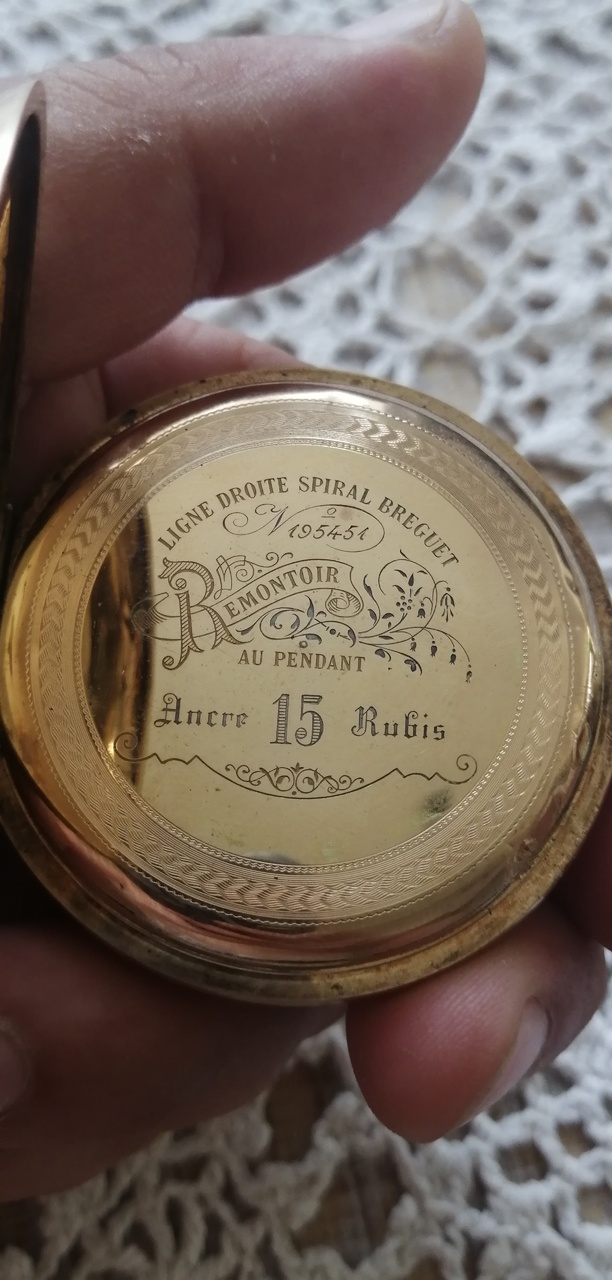 LIGNE DROITE SPIRAL BREGUET
Nº 195451
REMONTOIR
AU PENDANT
Ancre 15 Rubis